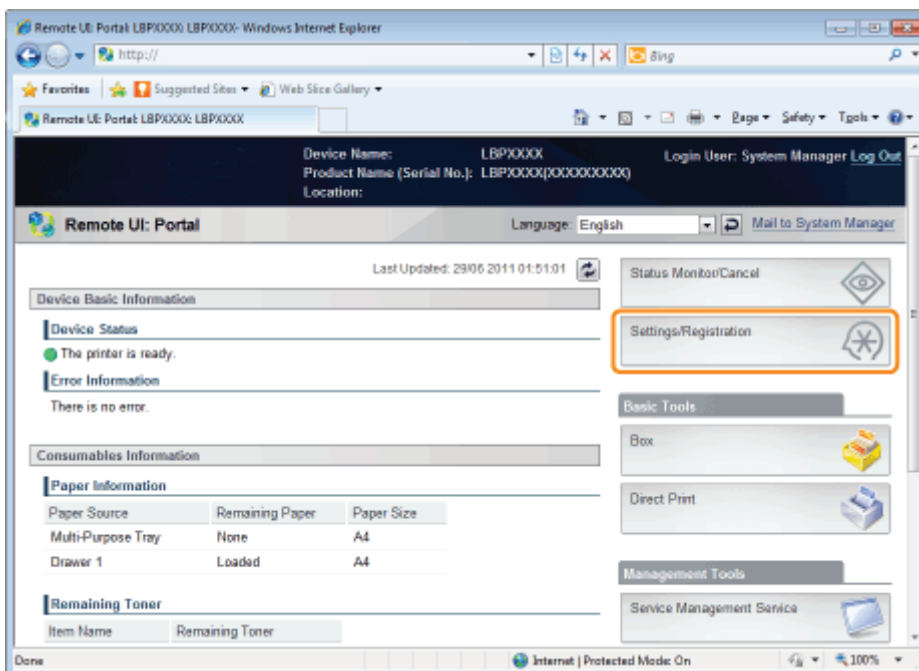 Remote UI: Portal: LBPXXXX: LBPXXXX- Windows Internet Explorer
http://
Bing
Favorites Suggested Sites Web Slice Gallery
Remote UI: Portal: LBPXXXX: LBPXXXX
Page Safety Tools
Device Name: LBPXXXX
Login User: System Manager Log Out
Product Name (Serial No.): LBPXXXX(XXXXXXXXX)
Location:
Remote UI: Portal
Language: English
Mail to System Manager
Last Updated: 29/06 2011 01:51:01
Status Monitor/Cancel
Device Basic Information
Device Status
Settings/Registration
The printer is ready.
Error Information
There is no error.
Basic Tools
Box
Consumables Information
Paper Information
Direct Print
Paper Source Remaining Paper Paper Size
Multi-Purpose Tray None A4
Drawer 1 Loaded A4
Management Tools
Remaining Toner
Service Management Service
Item Name Remaining Toner
Done
Internet | Protected Mode: On
100%